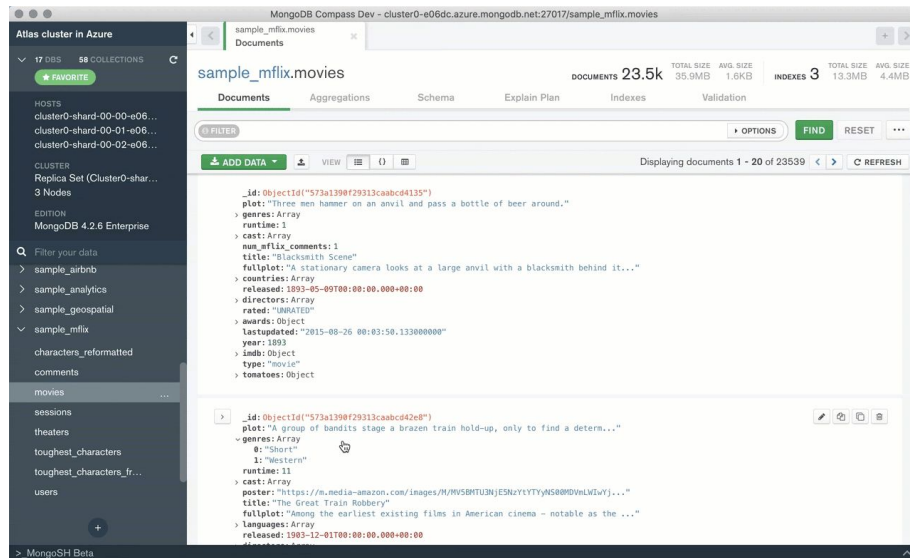 MongoDB Compass Dev - cluster0-e06dc.azure.mongodb.net:27017/sample_mflix.movies
Atlas cluster in Azure
17 DBS 58 COLLECTIONS
★ FAVORITE
HOSTS
cluster0-shard-00-00-e06...
cluster0-shard-00-01-e06...
cluster0-shard-00-02-e06...
CLUSTER
Replica Set (Cluster0-shar...
3 Nodes
EDITION
MongoDB 4.2.6 Enterprise
Filter your data
sample_airbnb
sample_analytics
sample_geospatial
sample_mflix
characters_reformatted
comments
movies ...
sessions
theaters
toughest_characters
toughest_characters_fr...
users
+
>_MongoSH Beta
sample_mflix.movies
Documents
sample_mflix.movies
DOCUMENTS 23.5k TOTAL SIZE 35.9MB AVG. SIZE 1.6KB INDEXES 3 TOTAL SIZE 13.3MB AVG. SIZE 4.4MB
Documents Aggregations Schema Explain Plan Indexes Validation
FILTER OPTIONS FIND RESET ...
ADD DATA VIEW {} Displaying documents 1 - 20 of 23539 < > REFRESH
_id: ObjectId("573a1390f29313caabcd4135")
plot: "Three men hammer on an anvil and pass a bottle of beer around."
> genres: Array
runtime: 1
> cast: Array
num_mflix_comments: 1
title: "Blacksmith Scene"
fullplot: "A stationary camera looks at a large anvil with a blacksmith behind it..."
> countries: Array
released: 1893-05-09T00:00:00.000+00:00
> directors: Array
rated: "UNRATED"
> awards: Object
lastupdated: "2015-08-26 00:03:50.133000000"
year: 1893
> imdb: Object
type: "movie"
> tomatoes: Object
_id: ObjectId("573a1390f29313caabcd42e8")
plot: "A group of bandits stage a brazen train hold-up, only to find a determ..."
genres: Array
0: "Short"
1: "Western"
runtime: 11
> cast: Array
poster: "https://m.media-amazon.com/images/M/MV5BMTU3NjE5NzYtYTYyNS00MDVmLWIwYj..."
title: "The Great Train Robbery"
fullplot: "Among the earliest existing films in American cinema - notable as the ..."
> languages: Array
released: 1903-12-01T00:00:00.000+00:00